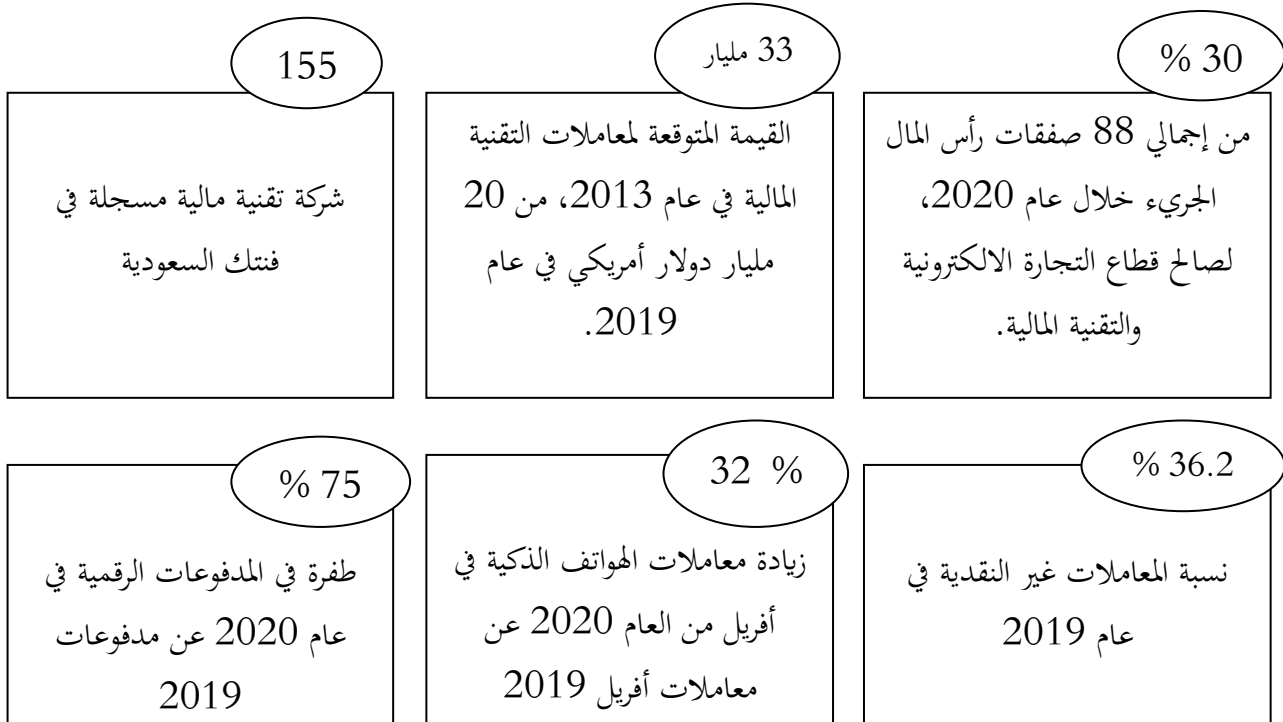 % 30
من إجمالي 88 صفقات رأس المال
الجريء خلال عام 2020،
لصالح قطاع التجارة الالكترونية
والتقنية المالية.
33 مليار
القيمة المتوقعة لمعاملات التقنية
المالية في عام 2013، من 20
مليار دولار أمريكي في عام
2019.
155
شركة تقنية مالية مسجلة في
فنتك السعودية
% 36.2
نسبة المعاملات غير النقدية في
عام 2019
32 %
زيادة معاملات الهواتف الذكية في
أفريل من العام 2020 عن
معاملات أفريل 2019
% 75
طفرة في المدفوعات الرقمية في
عام 2020 عن مدفوعات
2019